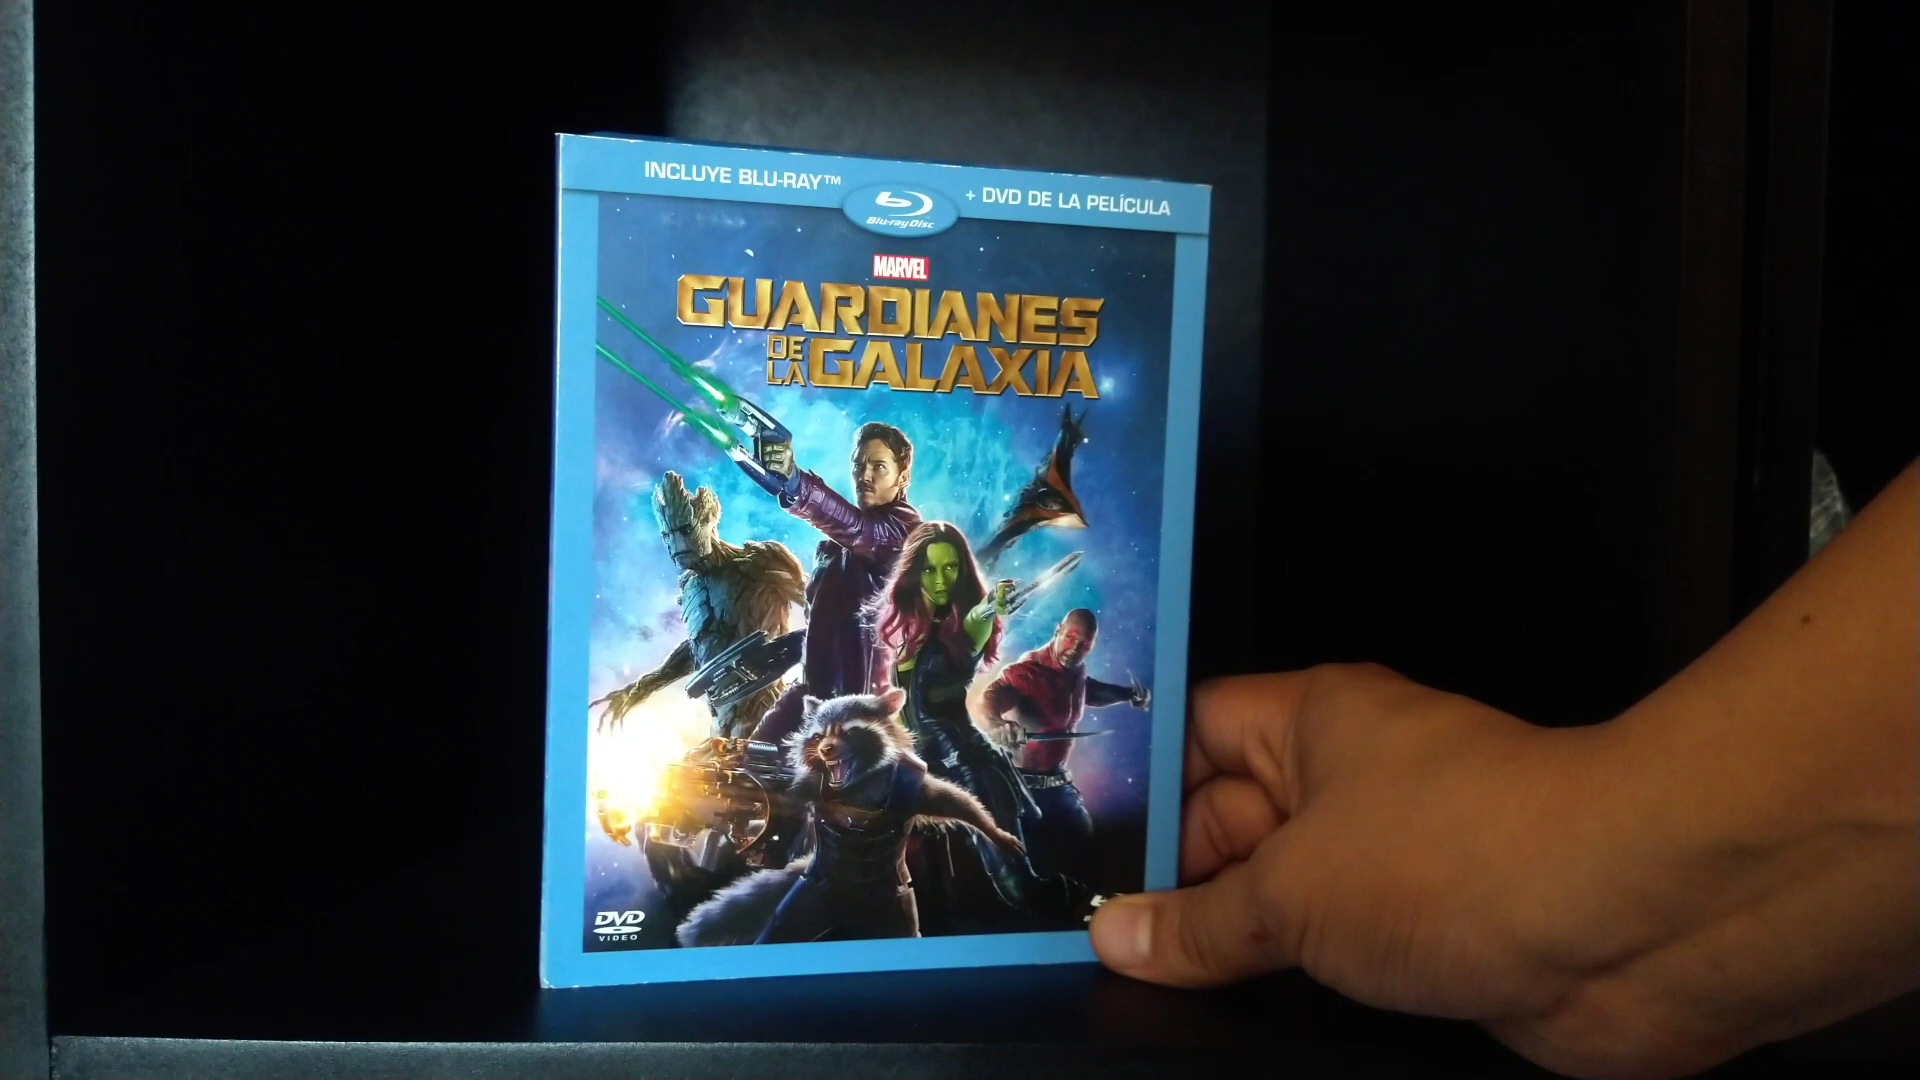 INCLUYE BLU-RAY™ + DVD DE LA PELÍCULA
Blu-ray Disc
MARVEL
GUARDIANES
DE LA GALAXIA
DVD
VIDEO